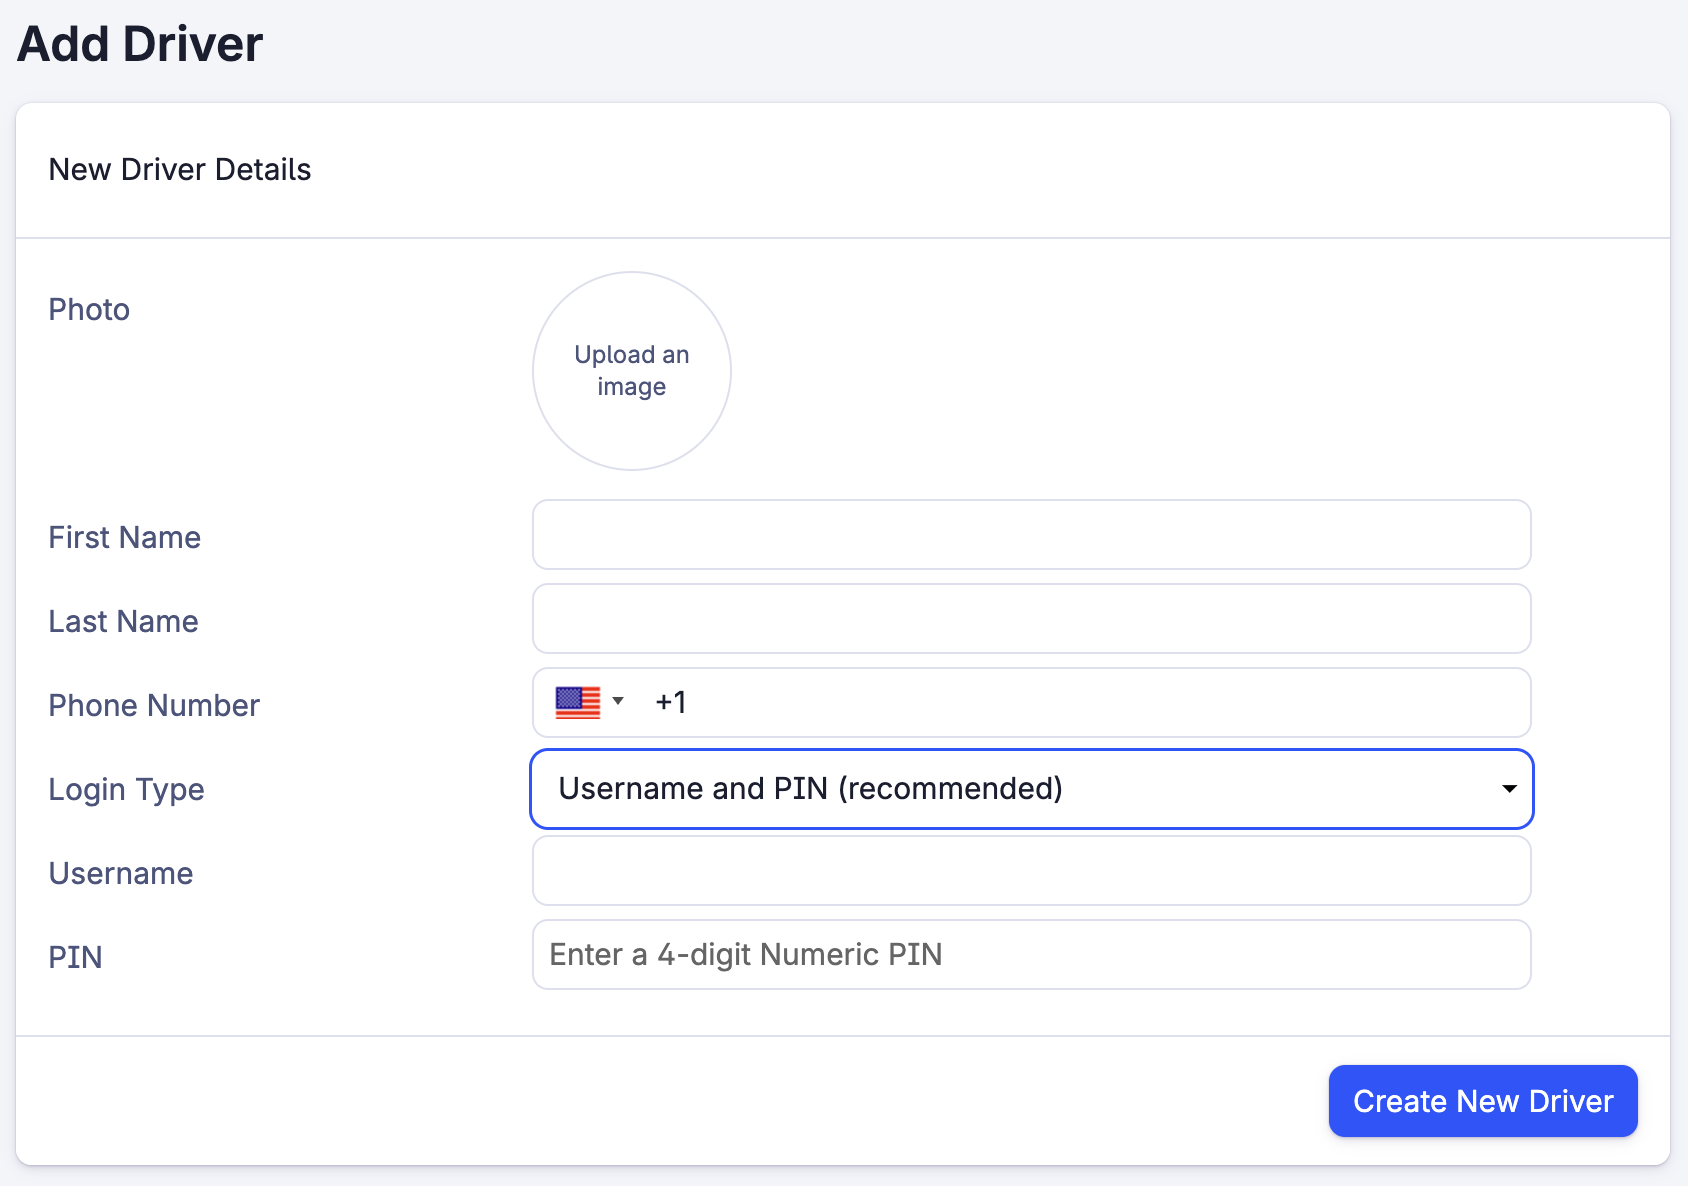 Add Driver
New Driver Details
Photo
Upload an
image
First Name
Last Name
Phone Number
+1
Login Type
Username and PIN (recommended)
Username
PIN
Enter a 4-digit Numeric PIN
Create New Driver